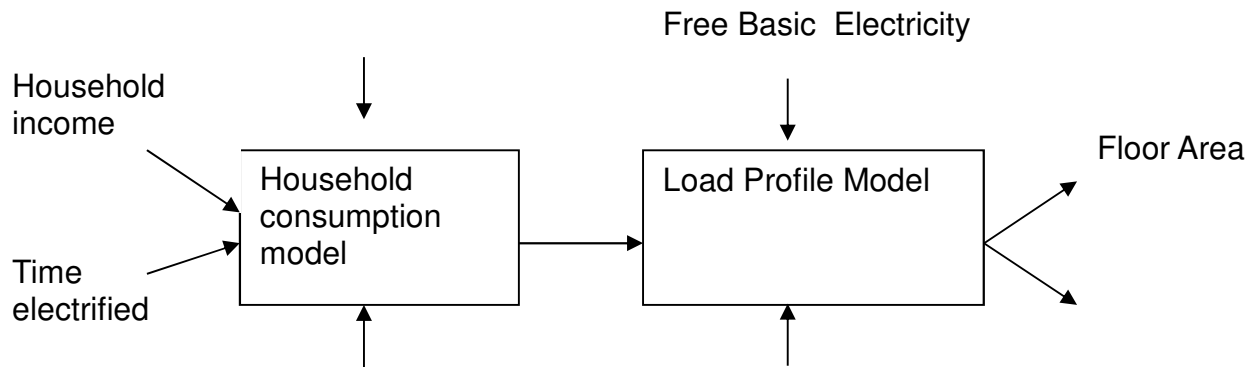 Free Basic  Electricity
Household
income
Floor Area
Household
consumption
model
Load Profile Model
Time
electrified